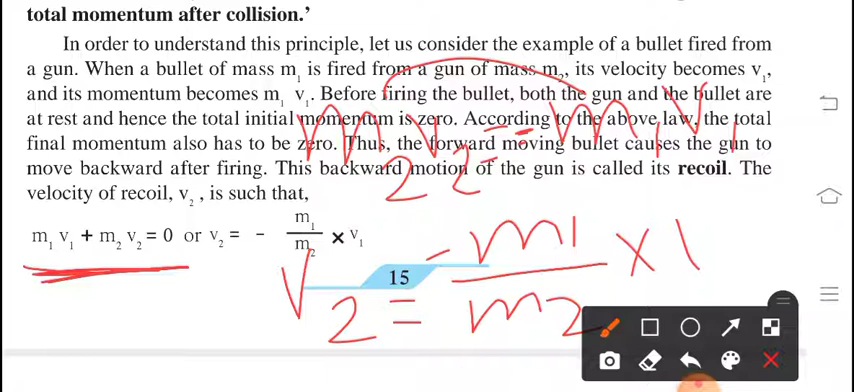 total momentum after collision.’
In order to understand this principle, let us consider the example of a bullet fired from
a gun. When a bullet of mass m₁ is fired from a gun of mass m₂, its velocity becomes v₁,
and its momentum becomes m₁ v₁. Before firing the bullet, both the gun and the bullet are
at rest and hence the total initial momentum is zero. According to the above law, the total
final momentum also has to be zero. Thus, the forward moving bullet causes the gun to
move backward after firing. This backward motion of the gun is called its recoil. The
velocity of recoil, v₂ , is such that,
m₁ v₁ + m₂ v₂ = 0 or v₂ = - m₁/m₂ × v₁
15
m₂v₂ = -m₁v₁
v₂ = -m1/m2 × 1